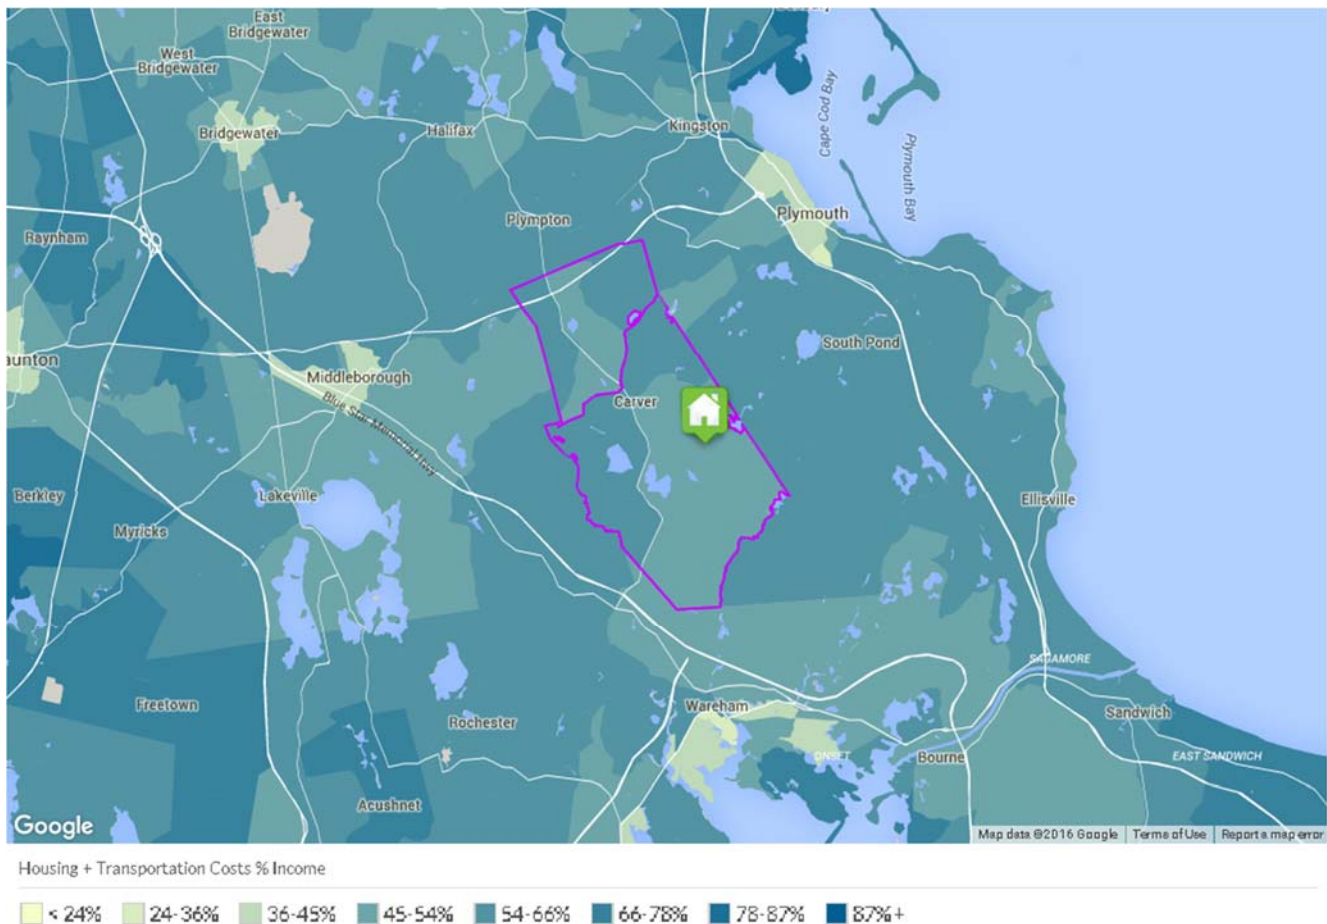 East
Bridgewater
West
Bridgewater
Bridgewater
Halifax
Kingston
Cape Cod Bay
Plymouth Bay
Plympton
Plymouth
Raynham
South Pond
aunton
Middleborough
Carver
Blue Star Memorial Hwy
Berkley
Lakeville
Ellisville
Myricks
SAGAMORE
Freetown
Wareham
Sandwich
Rochester
ONSET
Bourne
EAST SANDWICH
Acushnet
Google
Map data ©2016 Google
Terms of Use
Report a map error
Housing + Transportation Costs % Income
< 24% 24-36% 36-45% 45-54% 54-66% 66-78% 78-87% 87%+